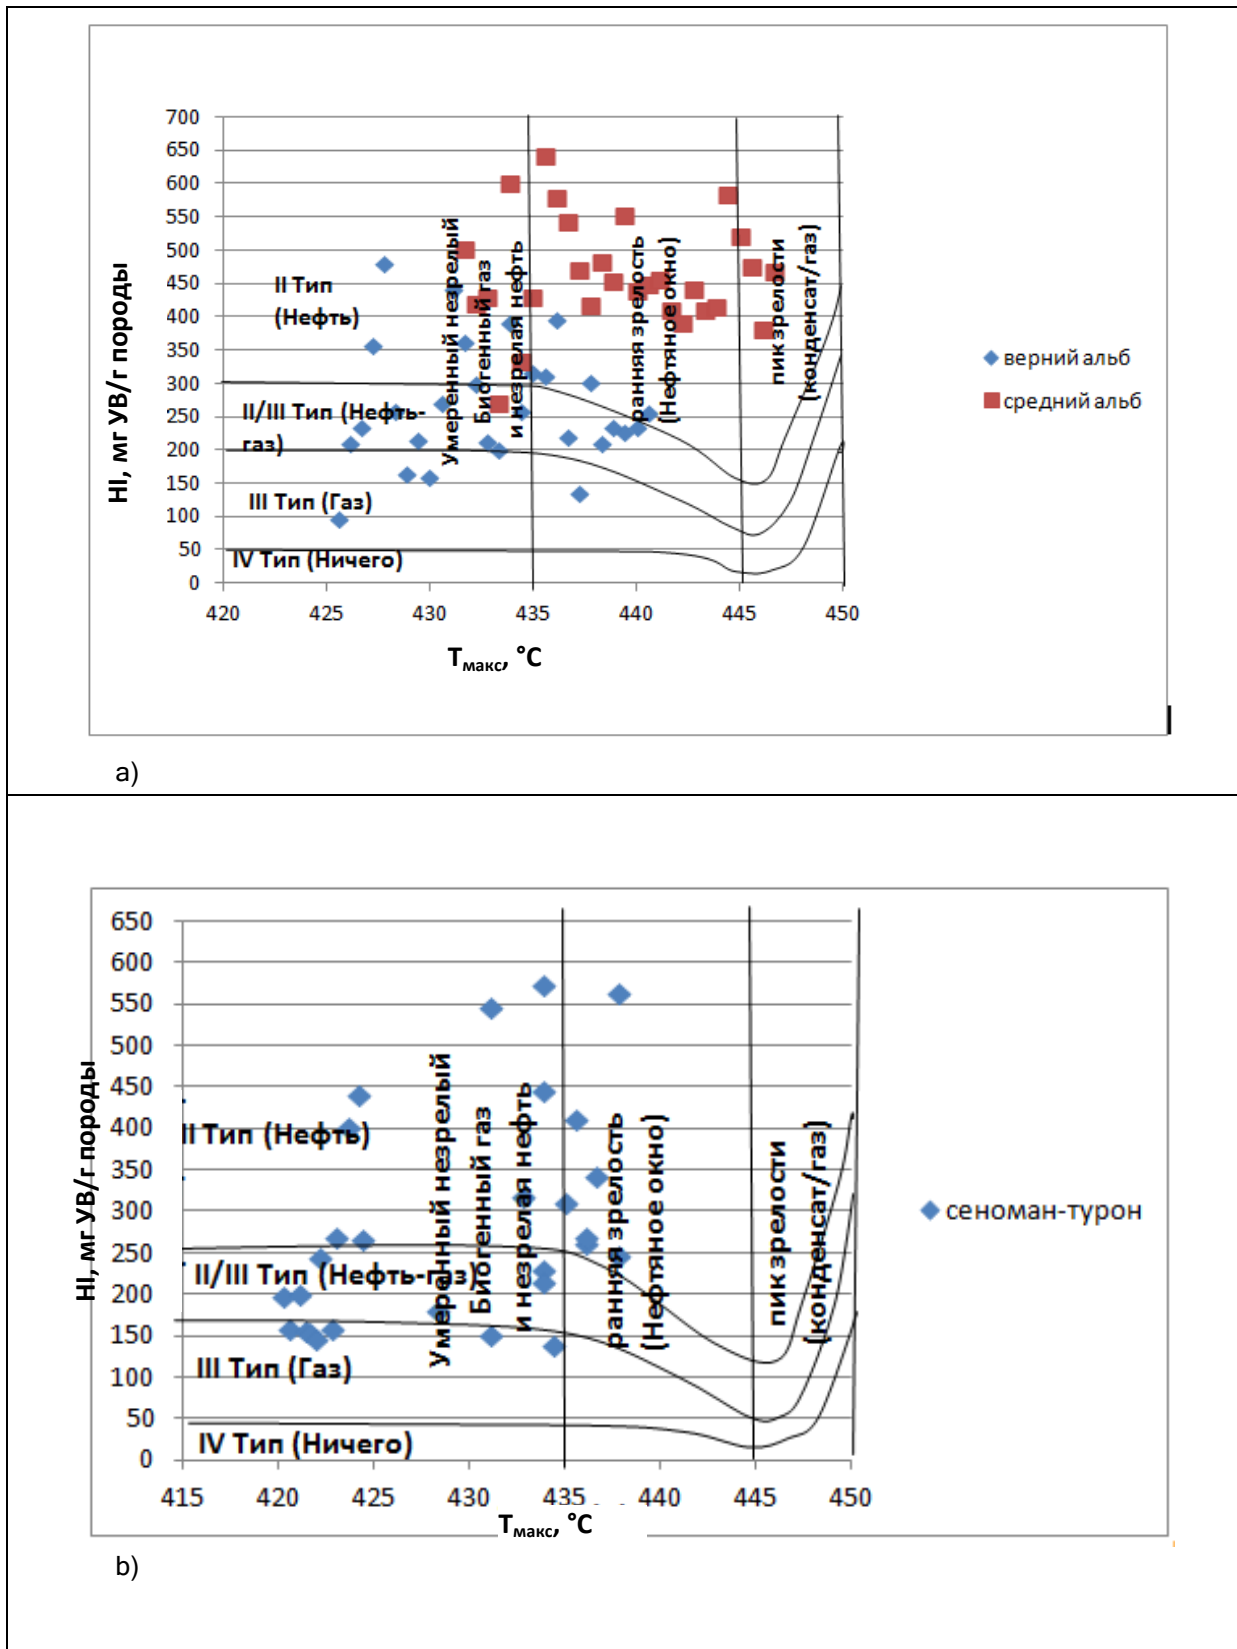 700
650
600
550
500
450
400
350
300
250
200
150
100
50
0
HI, мг УВ/г породы
II Тип
(Нефть)
II/III Тип (Нефть-
газ)
III Тип (Газ)
IV Тип (Ничего)
Умеренный незрелый
Биогенный газ
и незрелая нефть
ранняя зрелость
(Нефтяное окно)
пик зрелости
(конденсат/газ)
верний альб
средний альб
420 425 430 435 440 445 450
Tмакс, °C
a)
650
600
550
500
450
400
350
300
250
200
150
100
50
0
HI, мг УВ/г породы
II Тип (Нефть)
II/III Тип (Нефть-газ)
III Тип (Газ)
IV Тип (Ничего)
Умеренный незрелый
Биогенный газ
и незрелая нефть
ранняя зрелость
(Нефтяное окно)
пик зрелости
(конденсат/газ)
сеноман-турон
415 420 425 430 435 440 445 450
Tмакс, °C
b)